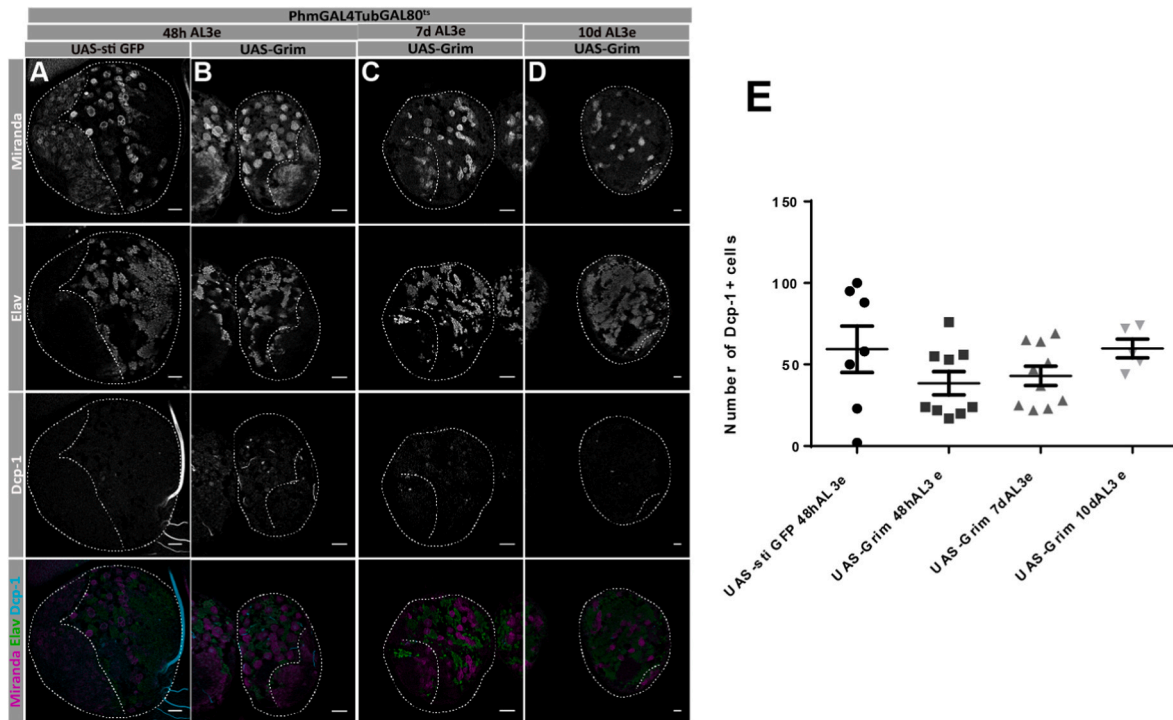 PhmGAL4TubGAL80ts
48h AL3e 7d AL3e 10d AL3e
UAS-sti GFP UAS-Grim UAS-Grim UAS-Grim
A B C D
Miranda
Elav
Dcp-1
Miranda Elav Dcp-1
E
Number of Dcp-1+ cells
150
100
50
0
UAS-sti GFP 48hAL3e
UAS-Grim 48hAL3e
UAS-Grim 7dAL3e
UAS-Grim 10dAL3e